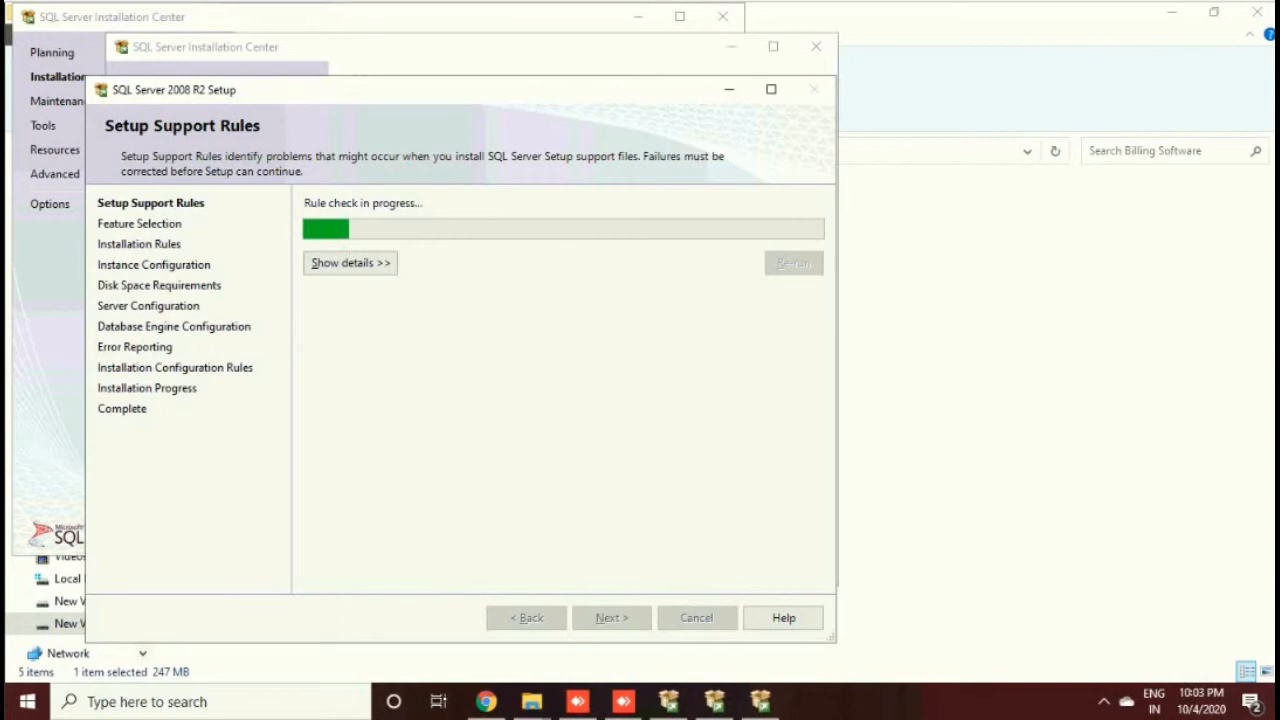 SQL Server Installation Center
SQL Server Installation Center
Planning
Installation
Maintenan
Tools
Resources
Advanced
Options
SQL Server 2008 R2 Setup
Setup Support Rules
Setup Support Rules identify problems that might occur when you install SQL Server Setup support files. Failures must be
corrected before Setup can continue.
Search Billing Software
Setup Support Rules
Feature Selection
Installation Rules
Instance Configuration
Disk Space Requirements
Server Configuration
Database Engine Configuration
Error Reporting
Installation Configuration Rules
Installation Progress
Complete
Rule check in progress...
Show details >>
Re-run
< Back
Next >
Cancel
Help
Microsoft
SQL
Videos
Local
New V
New V
Network
5 items 1 item selected 247 MB
Type here to search
ENG
IN
10:03 PM
10/4/2020
2